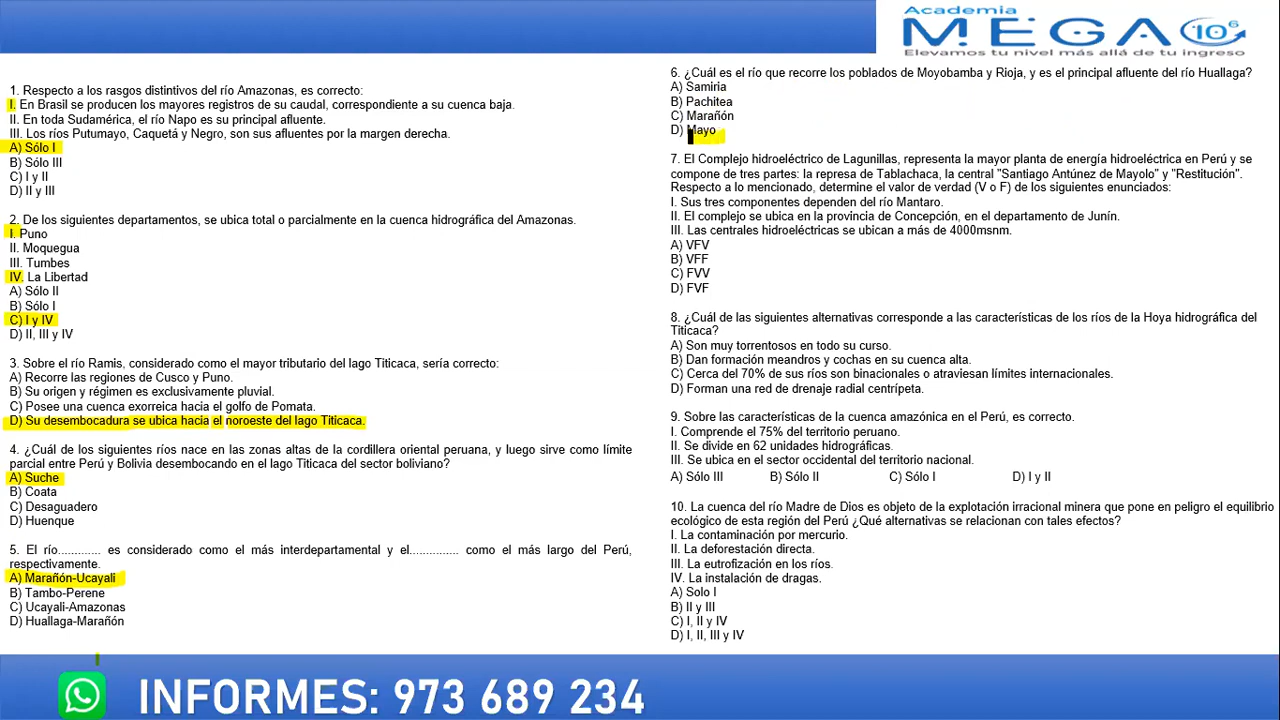 Academia
MEGA 10⁶
Elevamos tu nivel más allá de tu ingreso
1. Respecto a los rasgos distintivos del río Amazonas, es correcto:
I. En Brasil se producen los mayores registros de su caudal, correspondiente a su cuenca baja.
II. En toda Sudamérica, el río Napo es su principal afluente.
III. Los ríos Putumayo, Caquetá y Negro, son sus afluentes por la margen derecha.
A) Sólo I
B) Sólo III
C) I y II
D) II y III
2. De los siguientes departamentos, se ubica total o parcialmente en la cuenca hidrográfica del Amazonas.
I. Puno
II. Moquegua
III. Tumbes
IV. La Libertad
A) Sólo II
B) Sólo I
C) I y IV
D) II, III y IV
3. Sobre el río Ramis, considerado como el mayor tributario del lago Titicaca, sería correcto:
A) Recorre las regiones de Cusco y Puno.
B) Su origen y régimen es exclusivamente pluvial.
C) Posee una cuenca exorreica hacia el golfo de Pomata.
D) Su desembocadura se ubica hacia el noroeste del lago Titicaca.
4. ¿Cuál de los siguientes ríos nace en las zonas altas de la cordillera oriental peruana, y luego sirve como límite
parcial entre Perú y Bolivia desembocando en el lago Titicaca del sector boliviano?
A) Suche
B) Coata
C) Desaguadero
D) Huenque
5. El río............ es considerado como el más interdepartamental y el.............. como el más largo del Perú,
respectivamente.
A) Marañón-Ucayali
B) Tambo-Perene
C) Ucayali-Amazonas
D) Huallaga-Marañón
6. ¿Cuál es el río que recorre los poblados de Moyobamba y Rioja, y es el principal afluente del río Huallaga?
A) Samiria
B) Pachitea
C) Marañón
D) Mayo
7. El Complejo hidroeléctrico de Lagunillas, representa la mayor planta de energía hidroeléctrica en Perú y se
compone de tres partes: la represa de Tablachaca, la central "Santiago Antúnez de Mayolo" y "Restitución".
Respecto a lo mencionado, determine el valor de verdad (V o F) de los siguientes enunciados:
I. Sus tres componentes dependen del río Mantaro.
II. El complejo se ubica en la provincia de Concepción, en el departamento de Junín.
III. Las centrales hidroeléctricas se ubican a más de 4000msnm.
A) VFV
B) VFF
C) FVV
D) FVF
8. ¿Cuál de las siguientes alternativas corresponde a las características de los ríos de la Hoya hidrográfica del
Titicaca?
A) Son muy torrentosos en todo su curso.
B) Dan formación meandros y cochas en su cuenca alta.
C) Cerca del 70% de sus ríos son binacionales o atraviesan límites internacionales.
D) Forman una red de drenaje radial centrípeta.
9. Sobre las características de la cuenca amazónica en el Perú, es correcto.
I. Comprende el 75% del territorio peruano.
II. Se divide en 62 unidades hidrográficas.
III. Se ubica en el sector occidental del territorio nacional.
A) Sólo III B) Sólo II C) Sólo I D) I y II
10. La cuenca del río Madre de Dios es objeto de la explotación irracional minera que pone en peligro el equilibrio
ecológico de esta región del Perú ¿Qué alternativas se relacionan con tales efectos?
I. La contaminación por mercurio.
II. La deforestación directa.
III. La eutrofización en los ríos.
IV. La instalación de dragas.
A) Solo I
B) II y III
C) I, II y IV
D) I, II, III y IV
INFORMES: 973 689 234